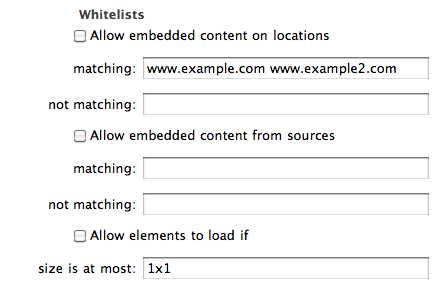 Whitelists
Allow embedded content on locations
matching: www.example.com www.example2.com
not matching:
Allow embedded content from sources
matching:
not matching:
Allow elements to load if
size is at most: 1x1